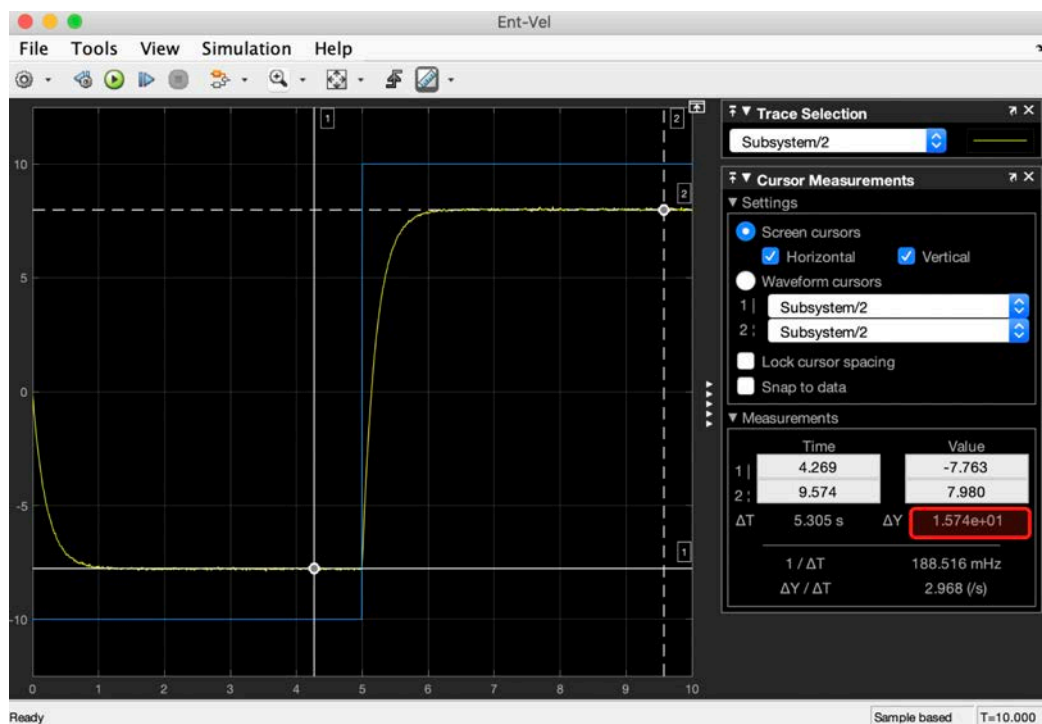 Ent-Vel
File Tools View Simulation Help
1
2
2
1
10
5
0
-5
-10
0 1 2 3 4 5 6 7 8 9 10
Trace Selection
Subsystem/2
Cursor Measurements
Settings
Screen cursors
Horizontal Vertical
Waveform cursors
1 | Subsystem/2
2 ¦ Subsystem/2
Lock cursor spacing
Snap to data
Measurements
Time Value
1 | 4.269 -7.763
2 ¦ 9.574 7.980
ΔT 5.305 s ΔY 1.574e+01
1 / ΔT 188.516 mHz
ΔY / ΔT 2.968 (/s)
Ready Sample based T=10.000